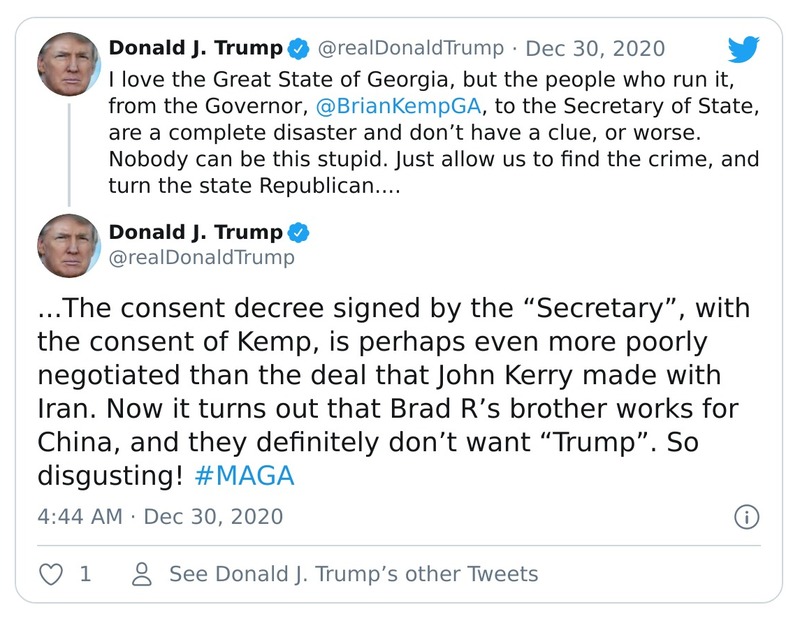 Donald J. Trump @realDonaldTrump · Dec 30, 2020
I love the Great State of Georgia, but the people who run it,
from the Governor, @BrianKempGA, to the Secretary of State,
are a complete disaster and don’t have a clue, or worse.
Nobody can be this stupid. Just allow us to find the crime, and
turn the state Republican....
Donald J. Trump
@realDonaldTrump
...The consent decree signed by the “Secretary”, with
the consent of Kemp, is perhaps even more poorly
negotiated than the deal that John Kerry made with
Iran. Now it turns out that Brad R’s brother works for
China, and they definitely don’t want “Trump”. So
disgusting! #MAGA
4:44 AM · Dec 30, 2020
1 See Donald J. Trump’s other Tweets